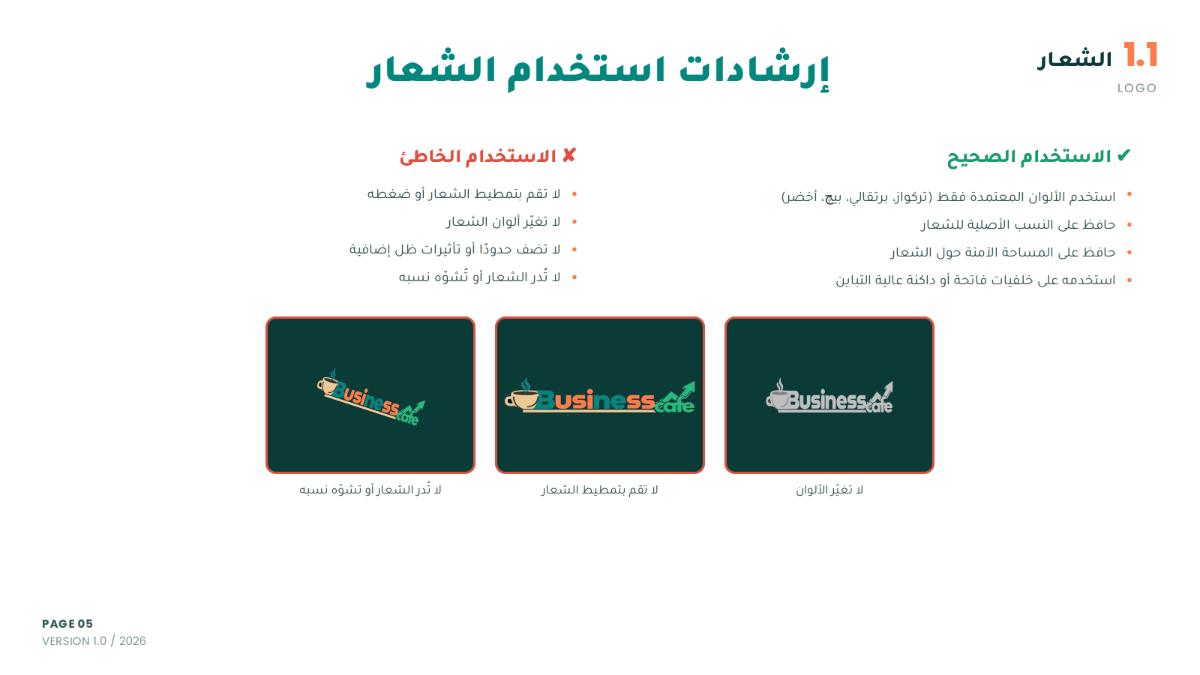 1.1 الشعار
LOGO
إرشادات استخدام الشعار
✔ الاستخدام الصحيح
• استخدم الألوان المعتمدة فقط (تركواز، برتقالي، بيج، أخضر)
• حافظ على النسب الأصلية للشعار
• حافظ على المساحة الآمنة حول الشعار
• استخدمه على خلفيات فاتحة أو داكنة عالية التباين
✘ الاستخدام الخاطئ
• لا تقم بتمطيط الشعار أو ضغطه
• لا تغيّر ألوان الشعار
• لا تضف حدودًا أو تأثيرات ظل إضافية
• لا تُدر الشعار أو تُشوّه نسبه
Business cafe
لا تغيّر الألوان
Business cafe
لا تقم بتمطيط الشعار
Business cafe
لا تُدر الشعار أو تشوّه نسبه
PAGE 05
VERSION 1.0 / 2026